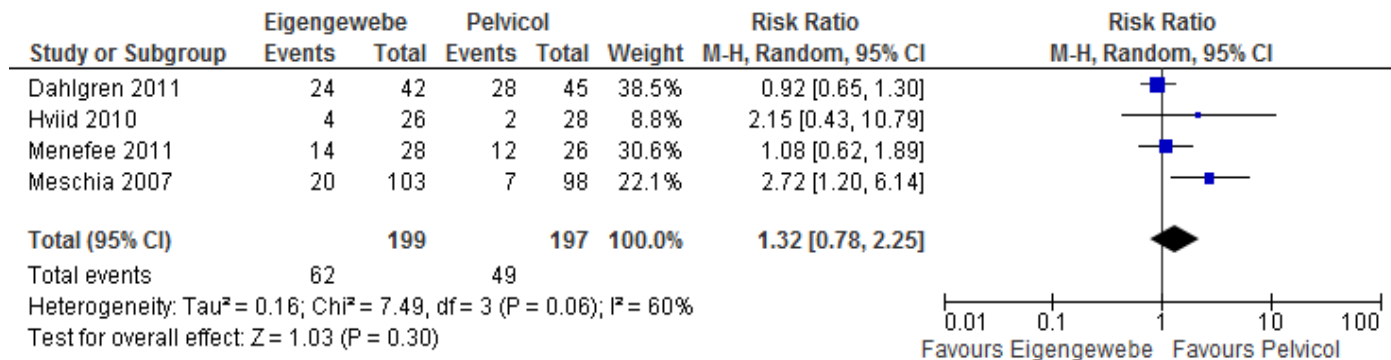 Eigengewebe Pelvicol Risk Ratio Risk Ratio
Study or Subgroup Events Total Events Total Weight M-H, Random, 95% CI M-H, Random, 95% CI
Dahlgren 2011 24 42 28 45 38.5% 0.92 [0.65, 1.30]
Hviid 2010 4 26 2 28 8.8% 2.15 [0.43, 10.79]
Menefee 2011 14 28 12 26 30.6% 1.08 [0.62, 1.89]
Meschia 2007 20 103 7 98 22.1% 2.72 [1.20, 6.14]
Total (95% CI) 199 197 100.0% 1.32 [0.78, 2.25]
Total events 62 49
Heterogeneity: Tau² = 0.16; Chi² = 7.49, df = 3 (P = 0.06); I² = 60%
Test for overall effect: Z = 1.03 (P = 0.30)
0.01 0.1 1 10 100
Favours Eigengewebe Favours Pelvicol